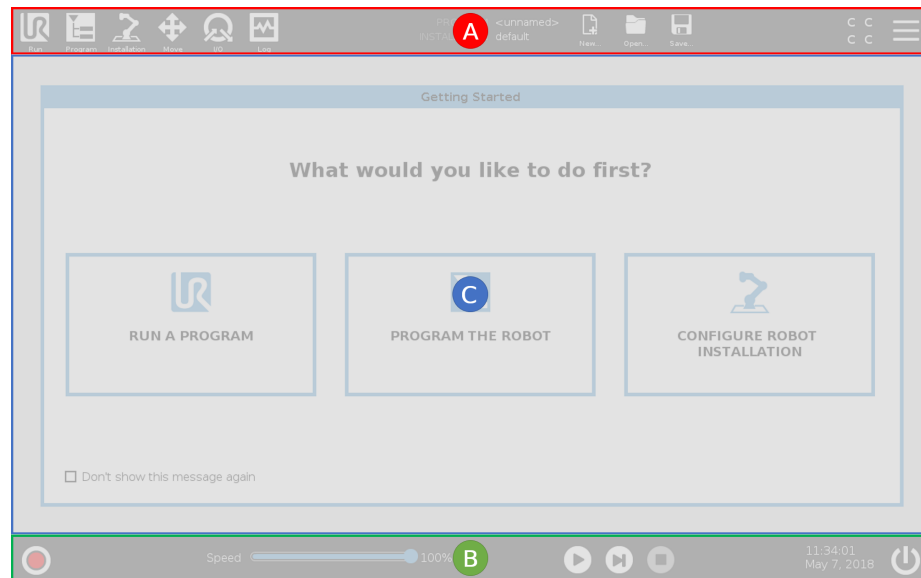 Run Program Installation Move I/O Log
PR <unnamed>
INSTAL default
New... Open... Save...
C C
C C
A
Getting Started
What would you like to do first?
C
RUN A PROGRAM
PROGRAM THE ROBOT
CONFIGURE ROBOT
INSTALLATION
Don't show this message again
Speed 100%
B
11:34:01
May 7, 2018